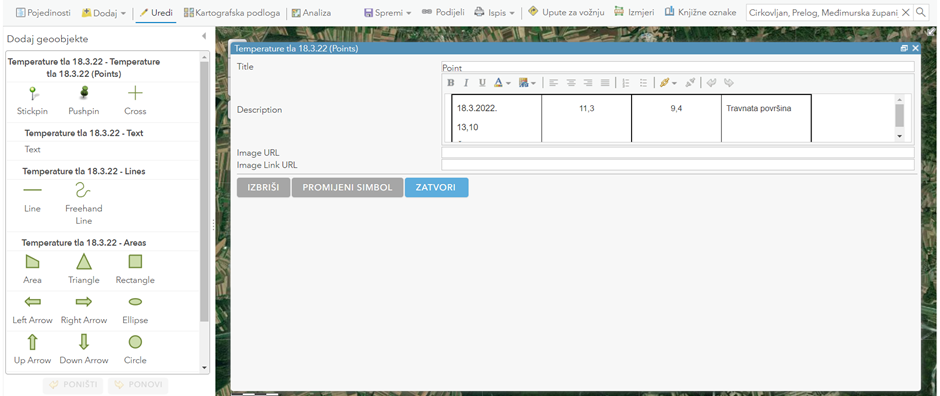 Pojedinosti Dodaj Uredi Kartografska podloga Analiza Spremi Podijeli Ispis Upute za vožnju Izmjeri Knjižne oznake Cirkovljan, Prelog, Međimurska župani
Dodaj geoobjekte
Temperature tla 18.3.22 - Temperature
tla 18.3.22 (Points)
Stickpin Pushpin Cross
Temperature tla 18.3.22 - Text
Text
Temperature tla 18.3.22 - Lines
Line Freehand
Line
Temperature tla 18.3.22 - Areas
Area Triangle Rectangle
Left Arrow Right Arrow Ellipse
Up Arrow Down Arrow Circle
PONIŠTI PONOVI
Temperature tla 18.3.22 (Points)
Title Point
B I U A
Description
18.3.2022. 11,3 9,4 Travnata površina
13,10
Image URL
Image Link URL
IZBRIŠI PROMIJENI SIMBOL ZATVORI